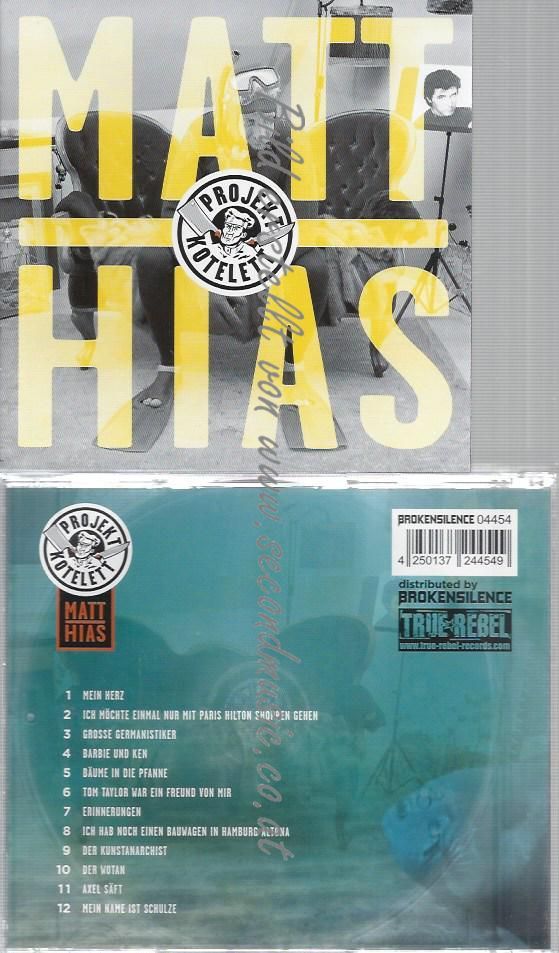 MATT
HIAS
PROJEKT
KOTELETT
Bild erstellt von www.secondmusic.co.at
PROJEKT
KOTELETT
MATT
HIAS
BROKENSILENCE 04454
4 250137 244549
distributed by
BROKENSILENCE
TRUE REBEL
www.true-rebel-records.com
1 MEIN HERZ
2 ICH MÖCHTE EINMAL NUR MIT PARIS HILTON SHOPPEN GEHEN
3 GROSSE GERMANISTIKER
4 BARBIE UND KEN
5 BÄUME IN DIE PFANNE
6 TOM TAYLOR WAR EIN FREUND VON MIR
7 ERINNERUNGEN
8 ICH HAB NOCH EINEN BAUWAGEN IN HAMBURG ALTONA
9 DER KUNSTANARCHIST
10 DER WOTAN
11 AXEL SÄFT
12 MEIN NAME IST SCHULZE